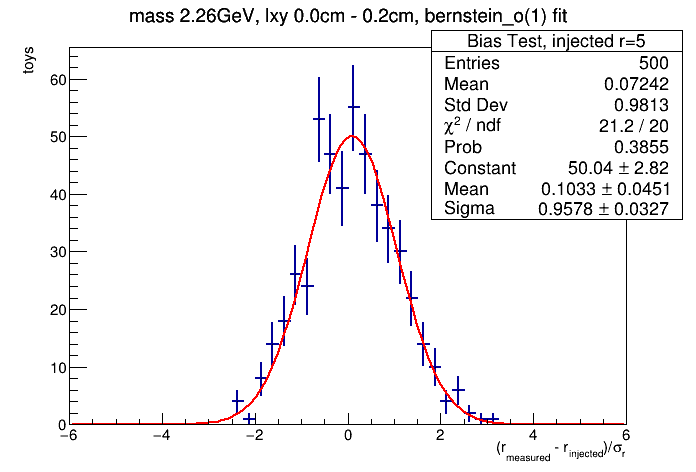 mass 2.26GeV, lxy 0.0cm - 0.2cm, bernstein_o(1) fit
toys
Bias Test, injected r=5
Entries 500
Mean 0.07242
Std Dev 0.9813
χ² / ndf 21.2 / 20
Prob 0.3855
Constant 50.04 ± 2.82
Mean 0.1033 ± 0.0451
Sigma 0.9578 ± 0.0327
60
50
40
30
20
10
0
−6 −4 −2 0 2 4 6
(r_measured - r_injected)/σ_r